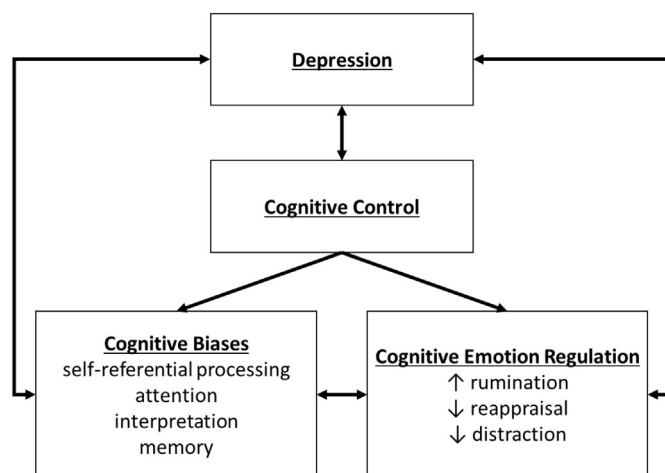 Depression
Cognitive Control
Cognitive Biases
self-referential processing
attention
interpretation
memory
Cognitive Emotion Regulation
↑ rumination
↓ reappraisal
↓ distraction